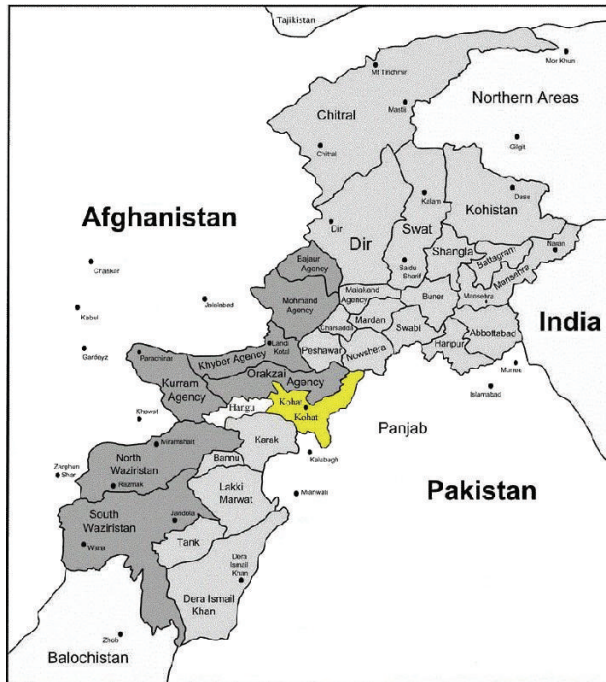 Tajikistan
Mor Khun
Mt Tirichmir
Northern Areas
Mastuj
Chitral
Gilgit
Chitral
Dasu
Kalam
Kohistan
Afghanistan
Dir
Swat
Dir
Shangla
Naran
Battagram
Bajaur
Agency
Saidu
Sharif
Mansehra
Malakand
Agency
Buner
Mansehra
Mohmand
Agency
Jalalabad
Kabul
Mardan
India
Charsadda
Swabi
Abbottabad
Haripur
Landi
Kotal
Peshawar
Nowshera
Gardeyz
Parachinar
Khyber Agency
Murree
Orakzai
Agency
Islamabad
Kurram
Agency
Kohat
Hangu
Kohat
Khowst
Panjab
Karak
Miramshah
Kalabagh
Bannu
North
Waziristan
Zarghun
Shar
Razmak
Lakki
Marwat
Mianwali
Pakistan
South
Waziristan
Jandola
Tank
Wana
Dera
Ismail
Khan
Dera Ismail
Khan
Zhob
Balochistan